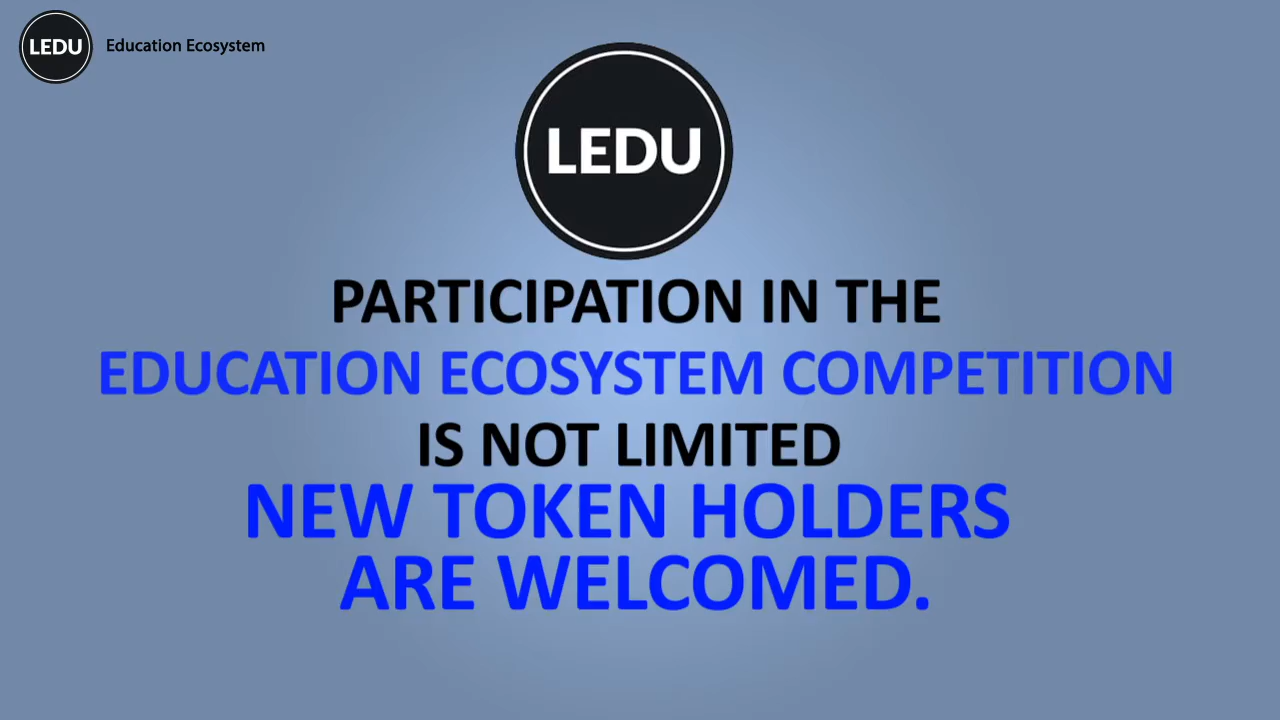 LEDU Education Ecosystem
LEDU
PARTICIPATION IN THE
EDUCATION ECOSYSTEM COMPETITION
IS NOT LIMITED
NEW TOKEN HOLDERS
ARE WELCOMED.